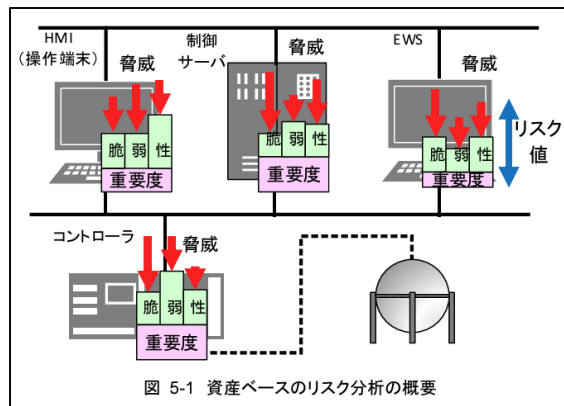 HMI
(操作端末)
脅威
脆 弱 性
重要度
制御
サーバ
脅威
脆 弱 性
重要度
EWS
脅威
脆 弱 性
重要度
リスク
値
コントローラ
脅威
脆 弱 性
重要度
図 5-1 資産ベースのリスク分析の概要